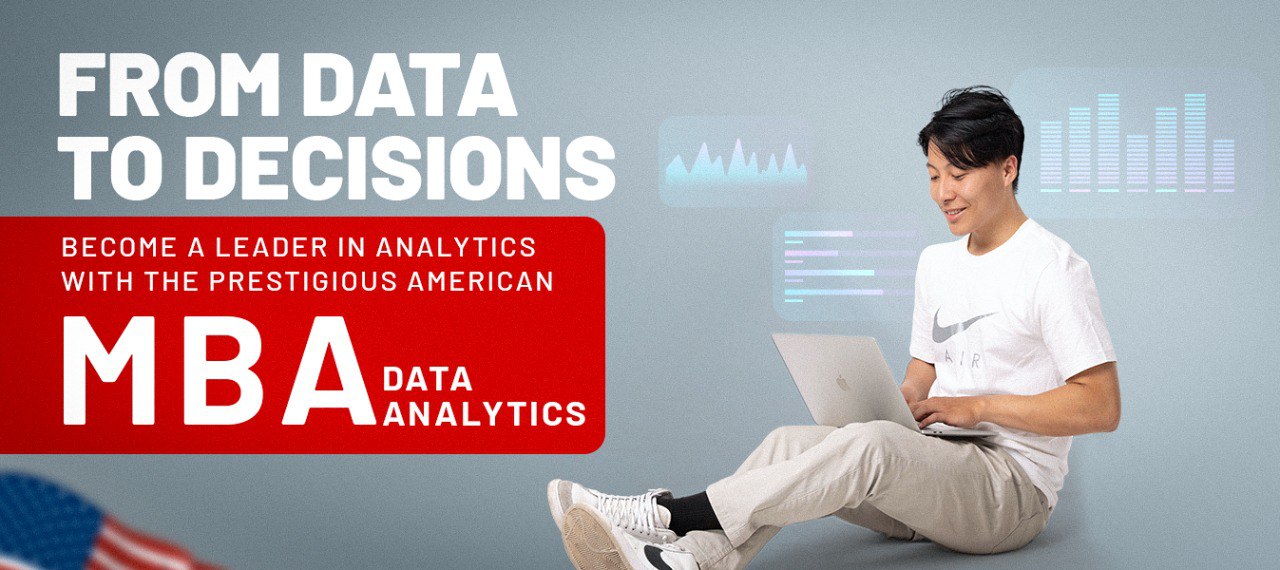 FROM DATA
TO DECISIONS
BECOME A LEADER IN ANALYTICS
WITH THE PRESTIGIOUS AMERICAN
MBA DATA
ANALYTICS
AIR